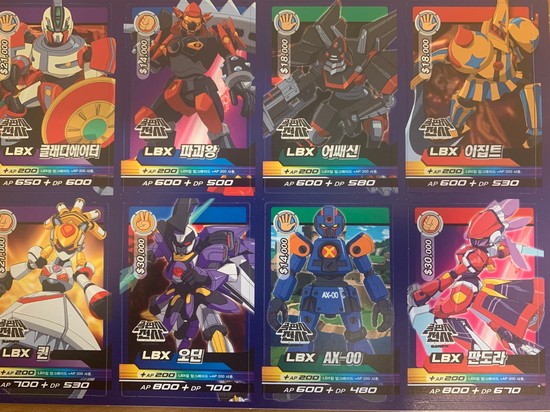 $21,000
LBX 글래디에이터
+AP 200
AP 650 + DP 600
$14,000
LBX 파괴왕
+AP 200
AP 600 + DP 500
$18,000
LBX 어쌔신
+AP 200
AP 600 + DP 580
$18,000
LBX 이집트
+AP 200
AP 600 + DP 530
$21,000
LBX 퀸
+AP 200
AP 700 + DP 530
$30,000
LBX 오딘
+AP 200
AP 800 + DP 700
$14,000
AX-00
LBX AX-00
+AP 200
AP 600 + DP 480
$30,000
LBX 판도라
+AP 200
AP 800 + DP 670